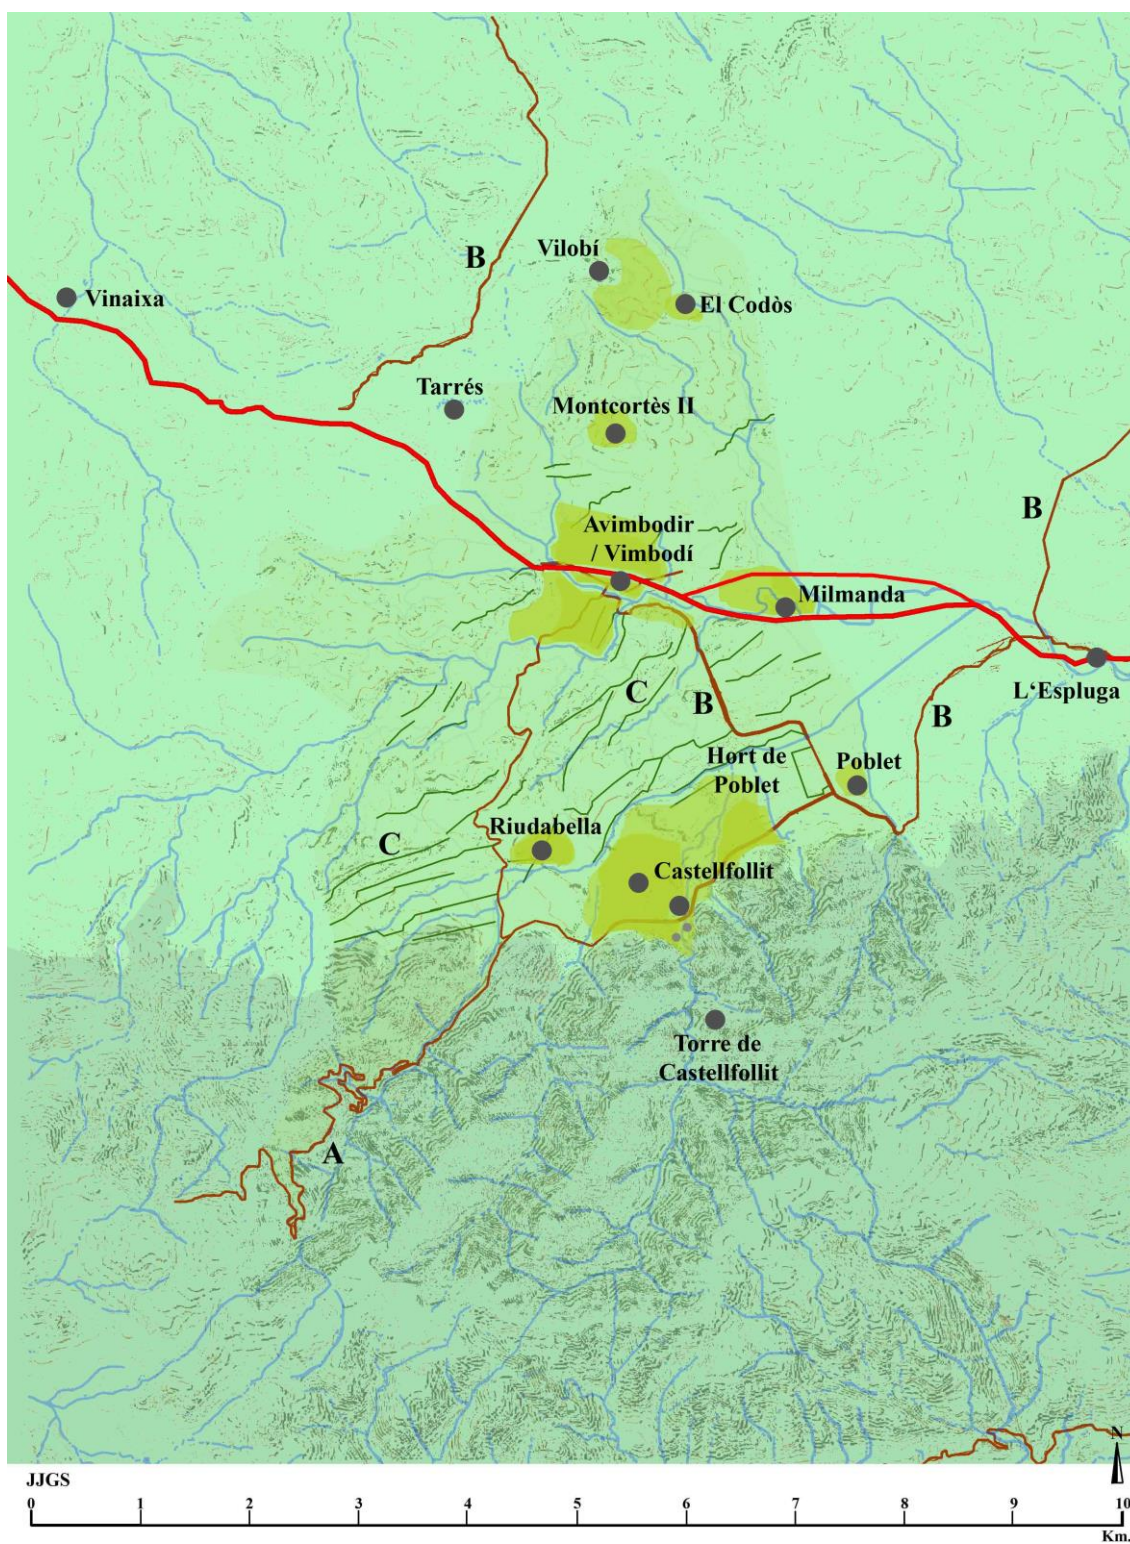 Vilobí
B
Vinaixa
El Codòs
Tarrés
Montcortès II
B
Avimbodir
/ Vimbodí
Milmanda
L‘Espluga
C
B
B
Hort de
Poblet
Poblet
Riudabella
C
Castellfollit
Torre de
Castellfollit
A
N
JJGS
0 1 2 3 4 5 6 7 8 9 10
Km.